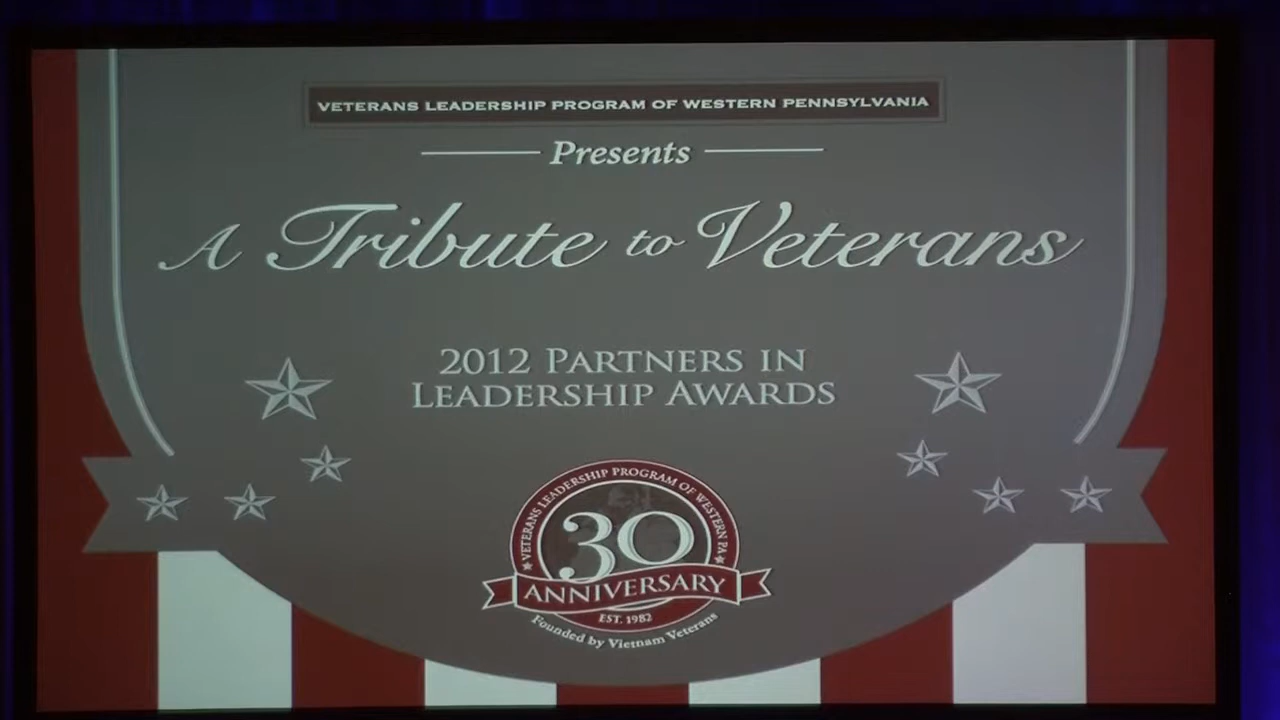 VETERANS LEADERSHIP PROGRAM OF WESTERN PENNSYLVANIA
Presents
A Tribute to Veterans
2012 PARTNERS IN
LEADERSHIP AWARDS
VETERANS LEADERSHIP PROGRAM OF WESTERN PA
30
ANNIVERSARY
EST. 1982
Founded by Vietnam Veterans